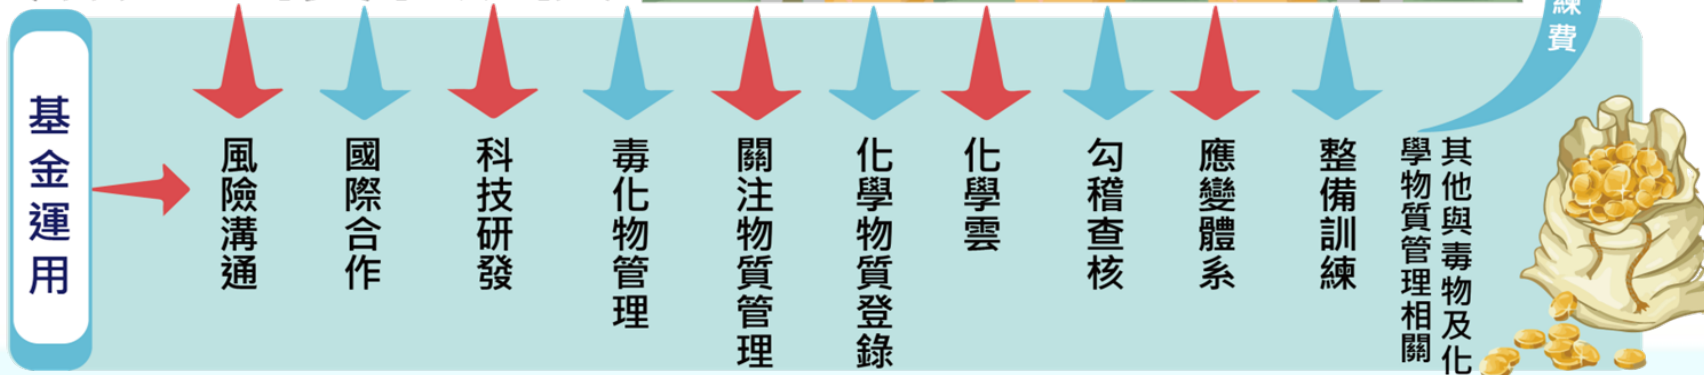 練費
基金運用
風險溝通
國際合作
科技研發
毒化物管理
關注物質管理
化學物質登錄
化學雲
勾稽查核
應變體系
整備訓練
其他與毒物及化
學物質管理相關